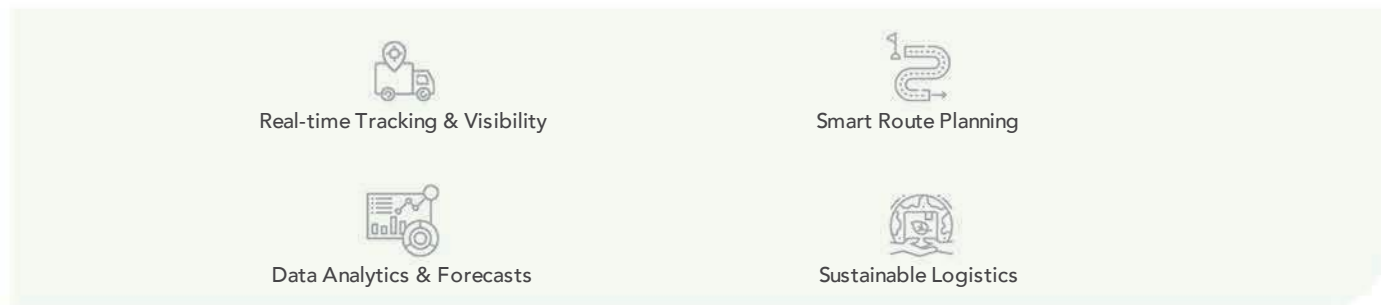 Real-time Tracking & Visibility
Smart Route Planning
Data Analytics & Forecasts
Sustainable Logistics